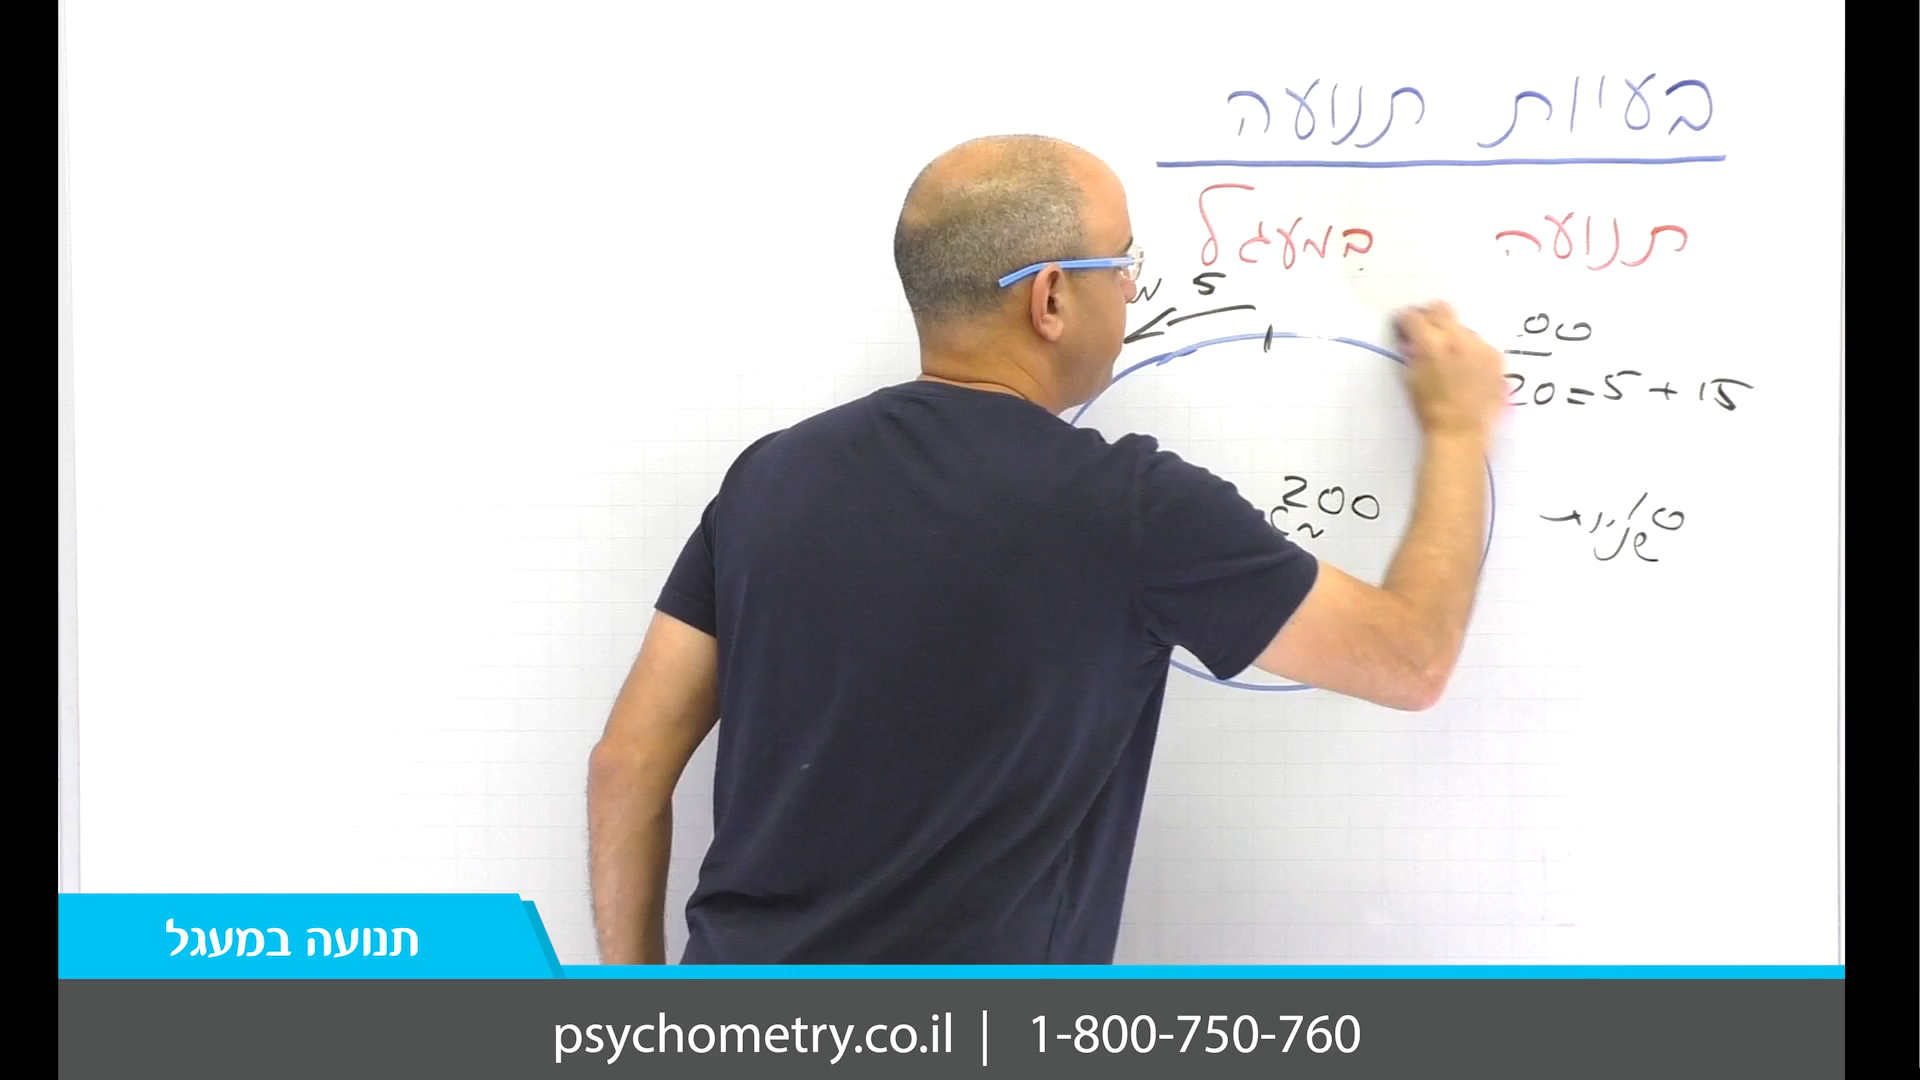 בעיות תנועה
תנועה במעגל
5 מ
00
20=5+15
200
שניות
תנועה במעגל
psychometry.co.il | 1-800-750-760